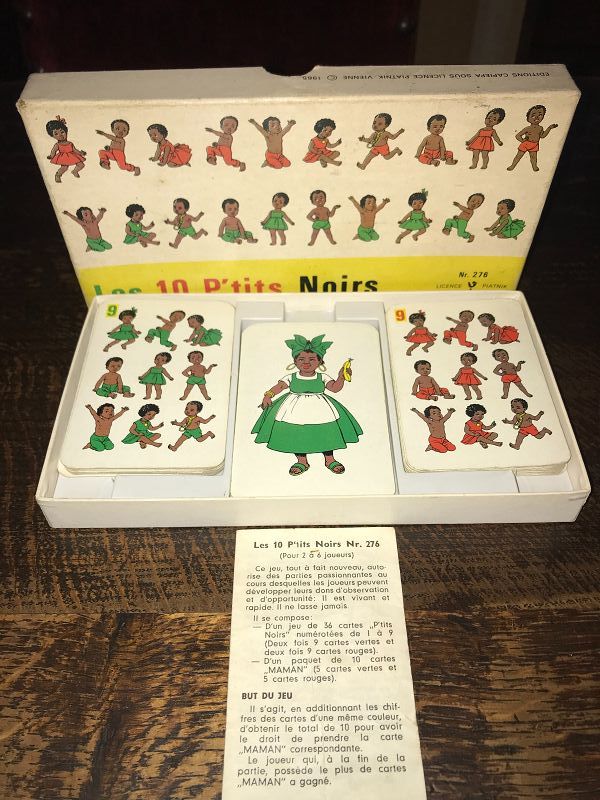 EDITIONS CAPIEPA SOUS LICENCE PIATNIK VIENNE © 1965
Les 10 P'tits Noirs
Nr. 276
LICENCE PIATNIK
9
9
Les 10 P'tits Noirs Nr. 276
(Pour 2 à 6 joueurs)
Ce jeu, tout à fait nouveau, auto-
rise des parties passionnantes au
cours desquelles les joueurs peuvent
développer leurs dons d'observation
et d'opportunité: Il est vivant et
rapide. Il ne lasse jamais
Il se compose:
— D'un jeu de 36 cartes „P'tits
Noirs" numérotées de 1 à 9
(Deux fois 9 cartes vertes et
deux fois 9 cartes rouges).
— D'un paquet de 10 cartes
„MAMAN" (5 cartes vertes et
5 cartes rouges).
BUT DU JEU
Il s'agit, en additionnant les chif-
fres des cartes d'une même couleur,
d'obtenir le total de 10 pour avoir
le droit de prendre la carte
„MAMAN" correspondante.
Le joueur qui, à la fin de la
partie, possède le plus de cartes
„MAMAN" a gagné.